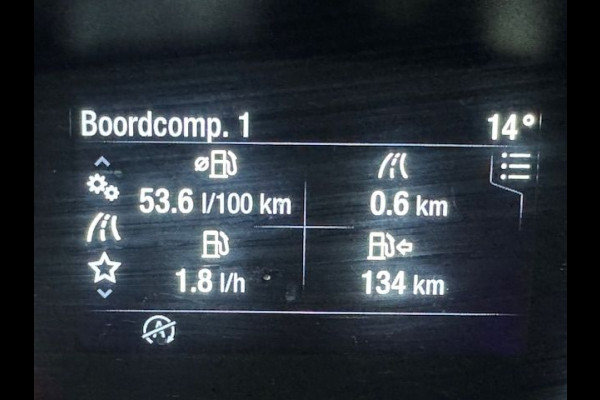 Boordcomp. 1 14°
ø
53.6 l/100 km 0.6 km
1.8 l/h 134 km
A